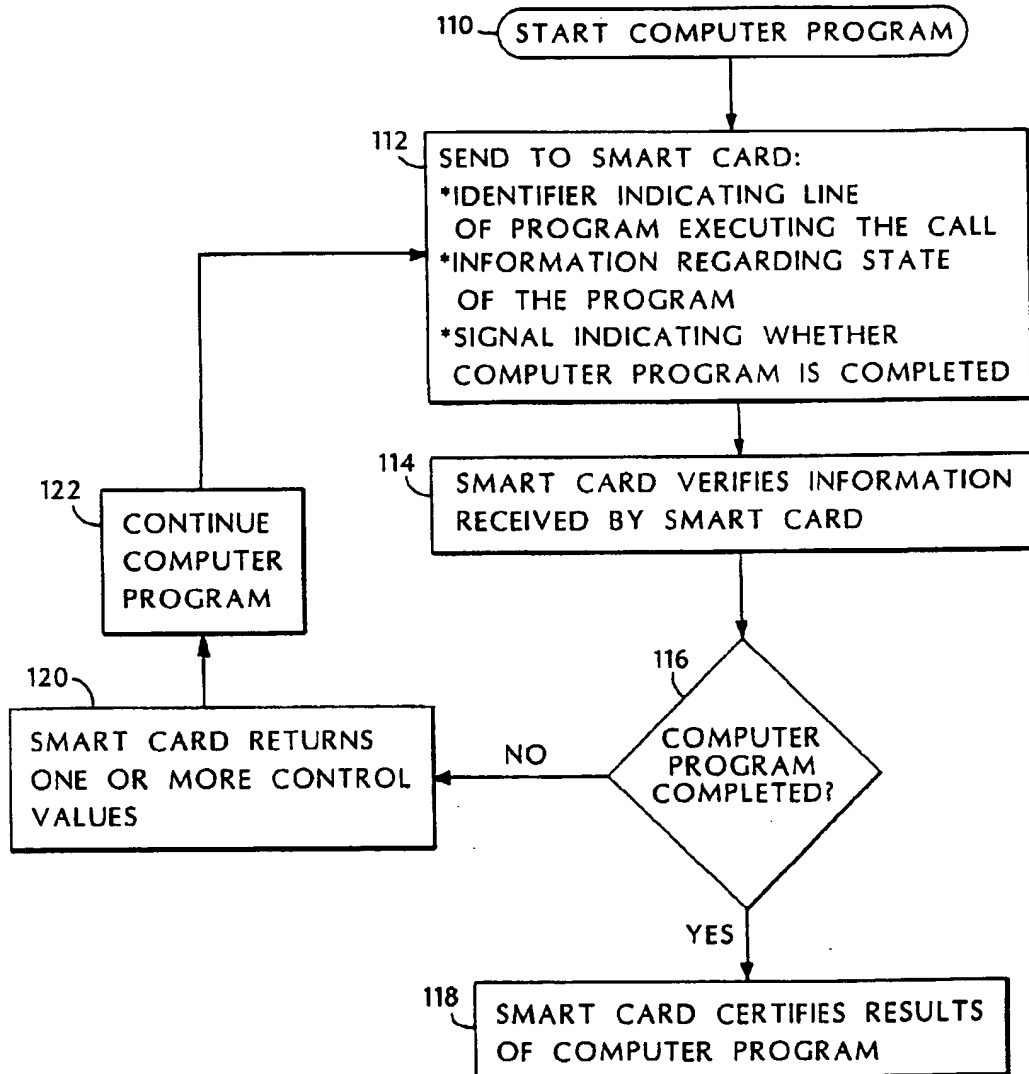 110
START COMPUTER PROGRAM
112
SEND TO SMART CARD:
*IDENTIFIER INDICATING LINE
OF PROGRAM EXECUTING THE CALL
*INFORMATION REGARDING STATE
OF THE PROGRAM
*SIGNAL INDICATING WHETHER
COMPUTER PROGRAM IS COMPLETED
114
SMART CARD VERIFIES INFORMATION
RECEIVED BY SMART CARD
116
COMPUTER
PROGRAM
COMPLETED?
NO
YES
118
SMART CARD CERTIFIES RESULTS
OF COMPUTER PROGRAM
120
SMART CARD RETURNS
ONE OR MORE CONTROL
VALUES
122
CONTINUE
COMPUTER
PROGRAM